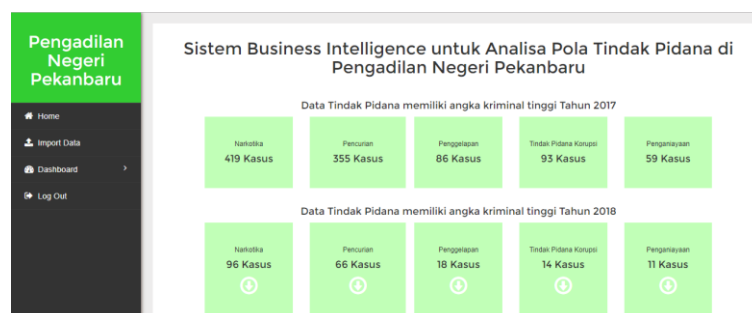 Pengadilan
Negeri
Pekanbaru
Home
Import Data
Dashboard
Log Out
Sistem Business Intelligence untuk Analisa Pola Tindak Pidana di
Pengadilan Negeri Pekanbaru
Data Tindak Pidana memiliki angka kriminal tinggi Tahun 2017
Narkotika Pencurian Penggelapan Tindak Pidana Korupsi Penganiayaan
419 Kasus 355 Kasus 86 Kasus 93 Kasus 59 Kasus
Data Tindak Pidana memiliki angka kriminal tinggi Tahun 2018
Narkotika Pencurian Penggelapan Tindak Pidana Korupsi Penganiayaan
96 Kasus 66 Kasus 18 Kasus 14 Kasus 11 Kasus